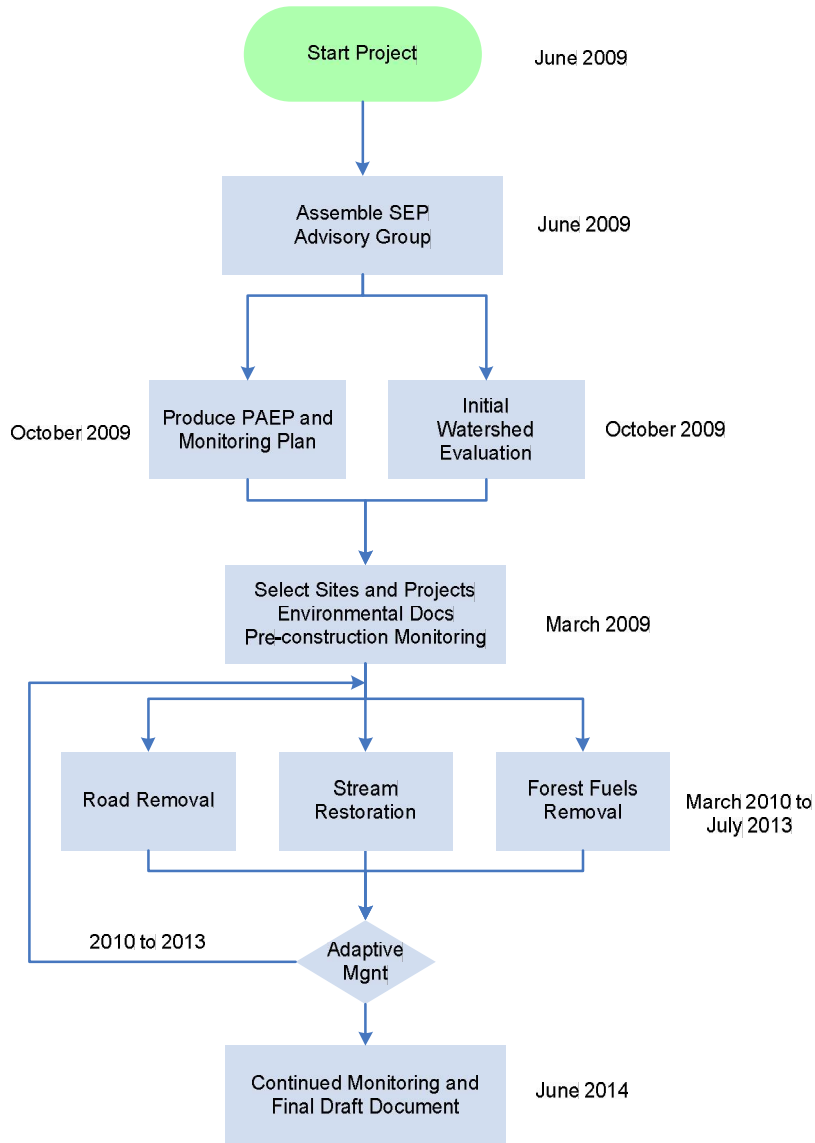 Start Project
June 2009
Assemble SEP
Advisory Group
June 2009
October 2009
Produce PAEP and
Monitoring Plan
Initial
Watershed
Evaluation
October 2009
Select Sites and Projects
Environmental Docs
Pre-construction Monitoring
March 2009
Road Removal
Stream
Restoration
Forest Fuels
Removal
March 2010 to
July 2013
2010 to 2013
Adaptive
Mgnt
Continued Monitoring and
Final Draft Document
June 2014